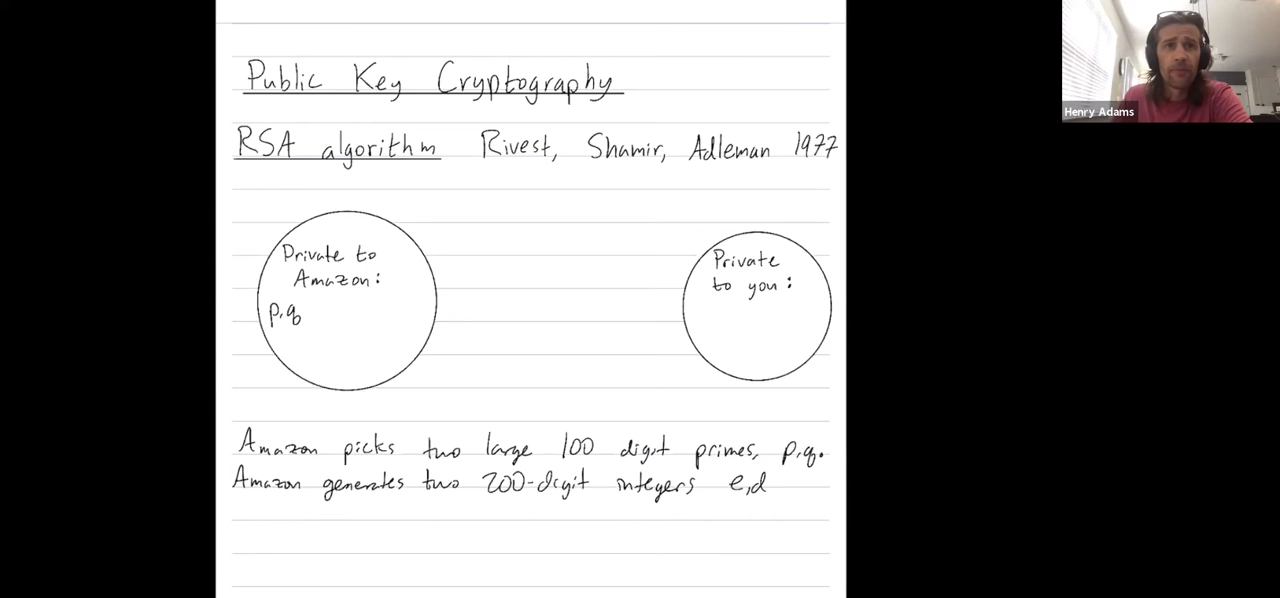 Public Key Cryptography
RSA algorithm Rivest, Shamir, Adleman 1977
Private to
Amazon:
p,q
Private
to you:
Amazon picks two large 100 digit primes, p,q.
Amazon generates two 200-digit integers e,d
Henry Adams